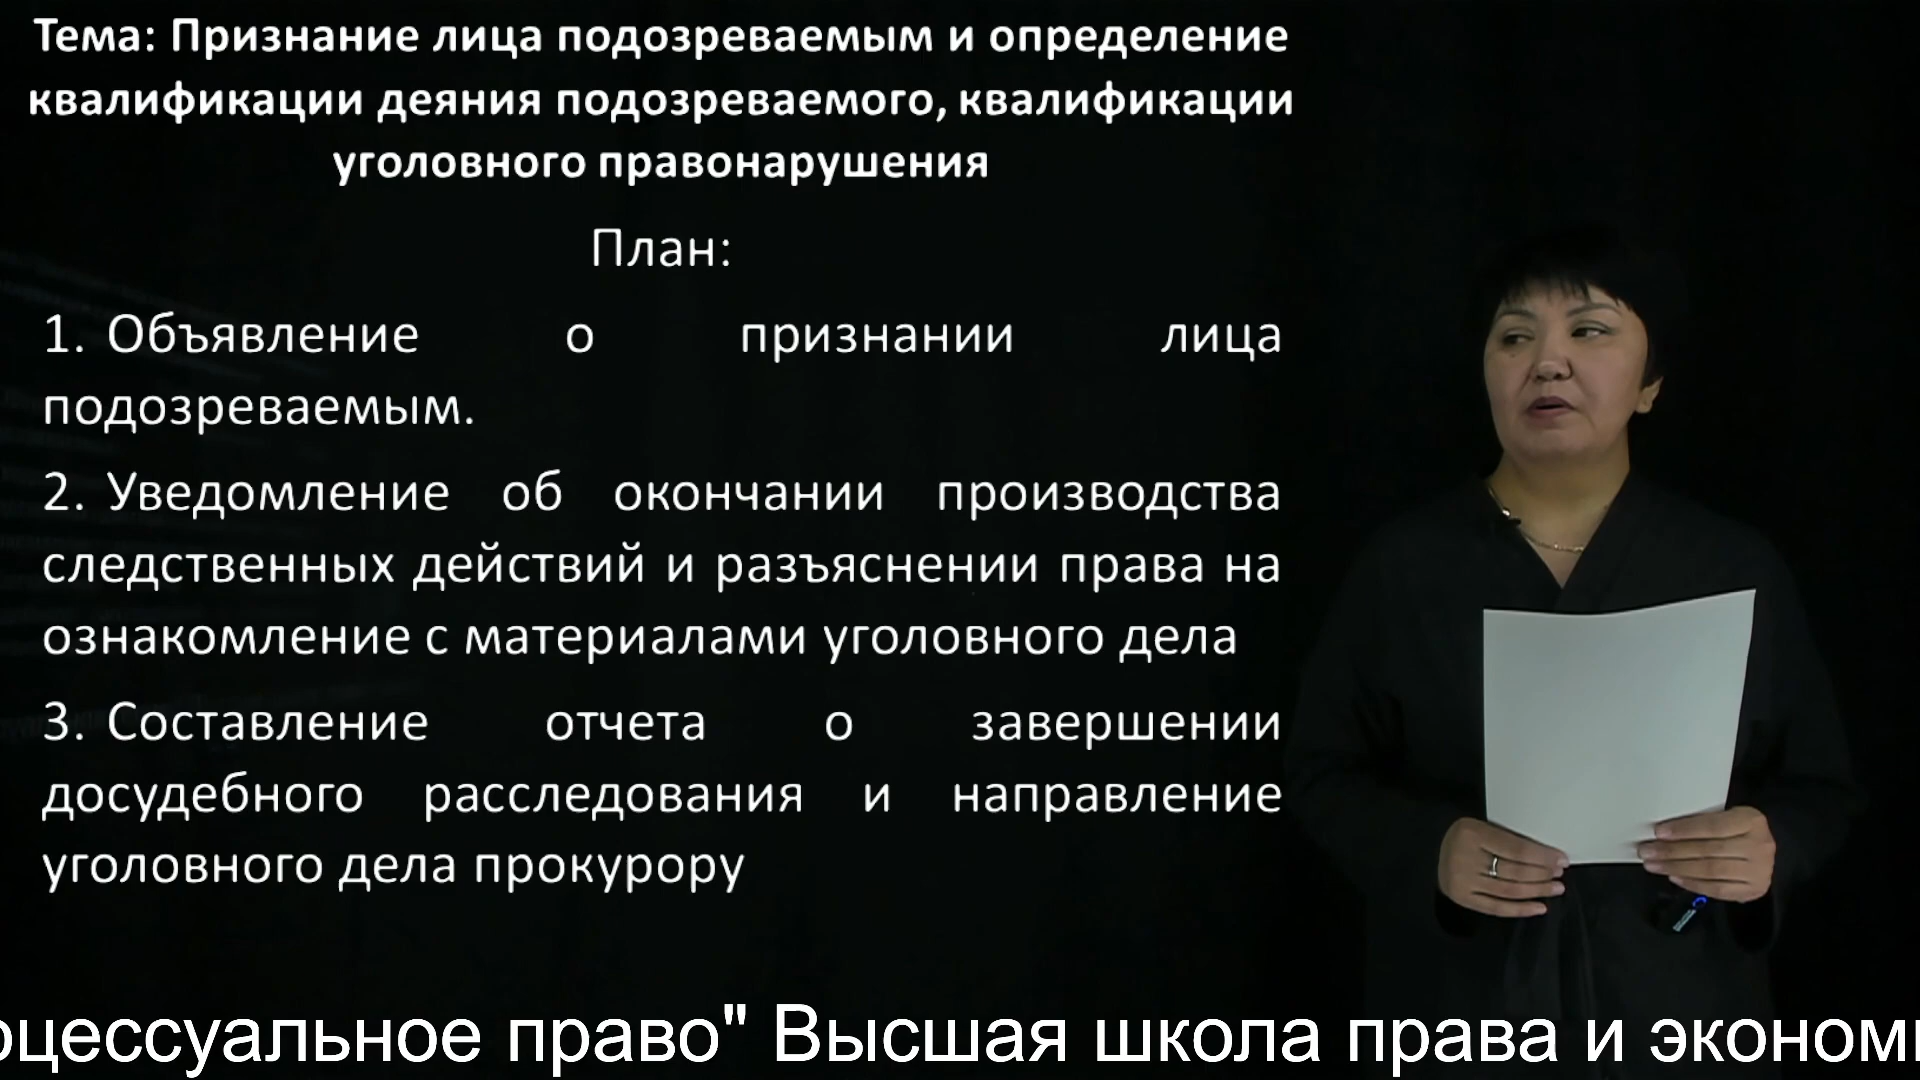 Тема: Признание лица подозреваемым и определение
квалификации деяния подозреваемого, квалификации
уголовного правонарушения
План:
1. Объявление о признании лица
подозреваемым.
2. Уведомление об окончании производства
следственных действий и разъяснении права на
ознакомление с материалами уголовного дела
3. Составление отчета о завершении
досудебного расследования и направление
уголовного дела прокурору
оцессуальное право" Высшая школа права и эконом